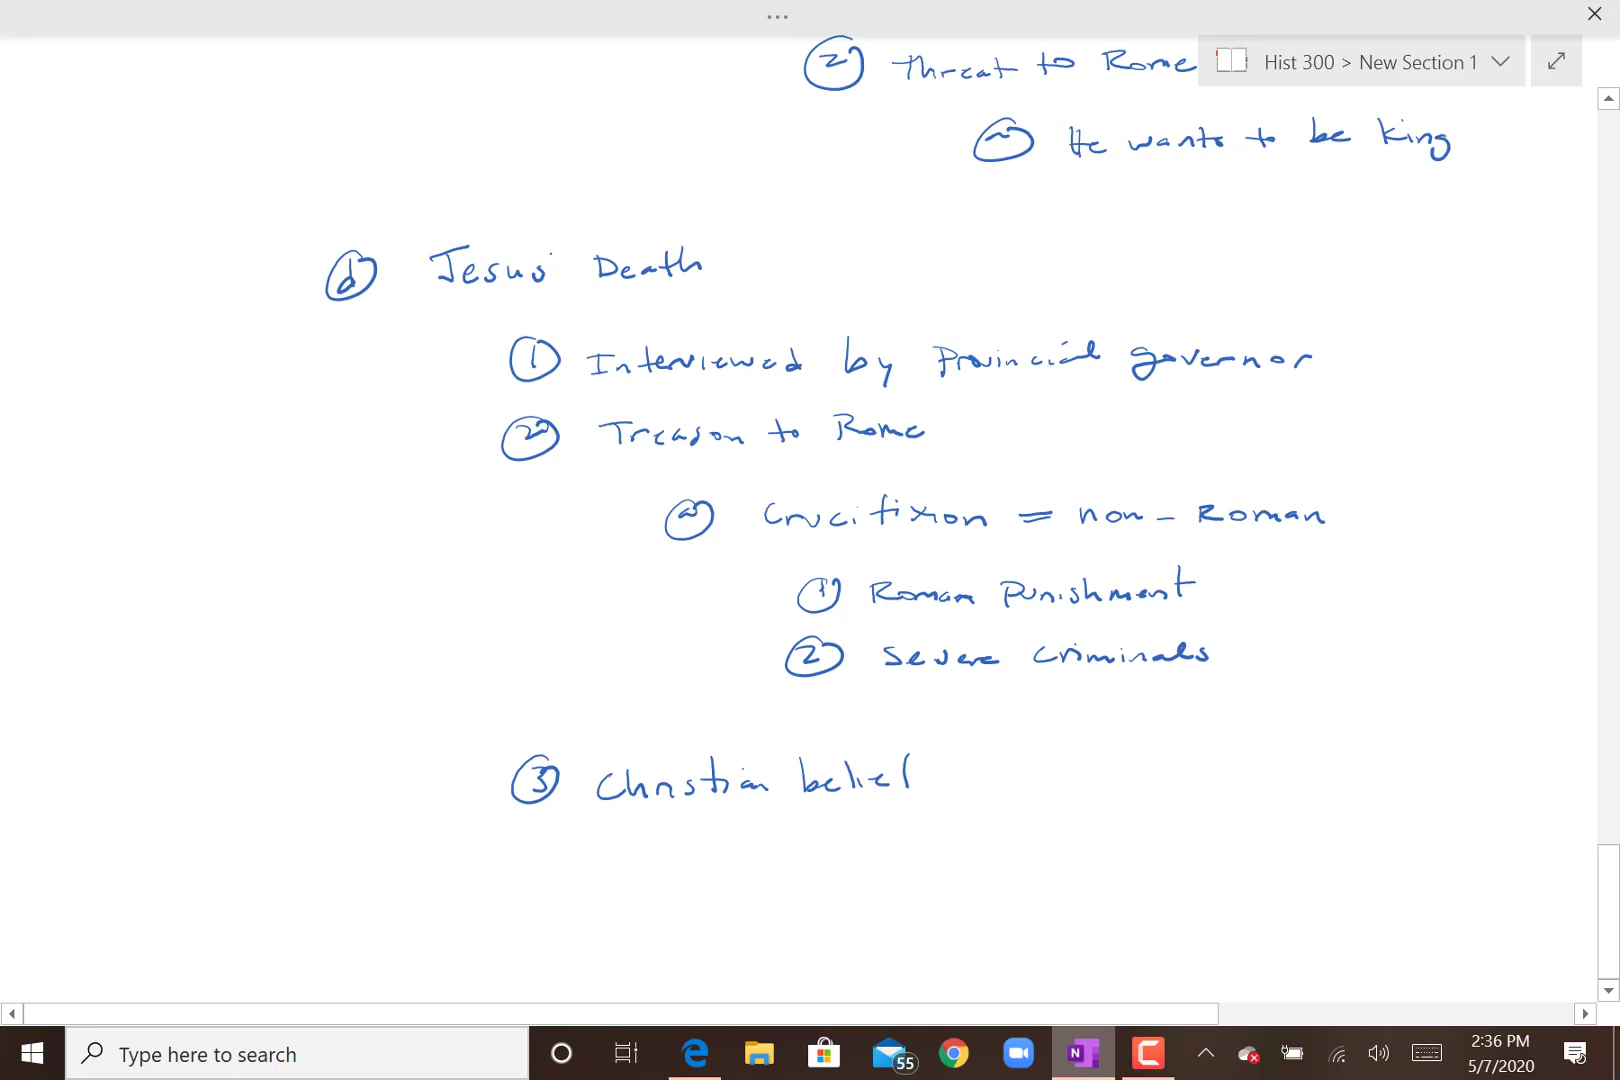 ② Threat to Rome
Hist 300 > New Section 1
ⓐ He wants to be king
ⓓ Jesus' Death
① Interviewed by Provincial governor
② Treason to Rome
ⓐ Crucifixion = non-Roman
① Roman Punishment
② Severe criminals
③ Christian belief
Type here to search
55
N
2:36 PM
5/7/2020